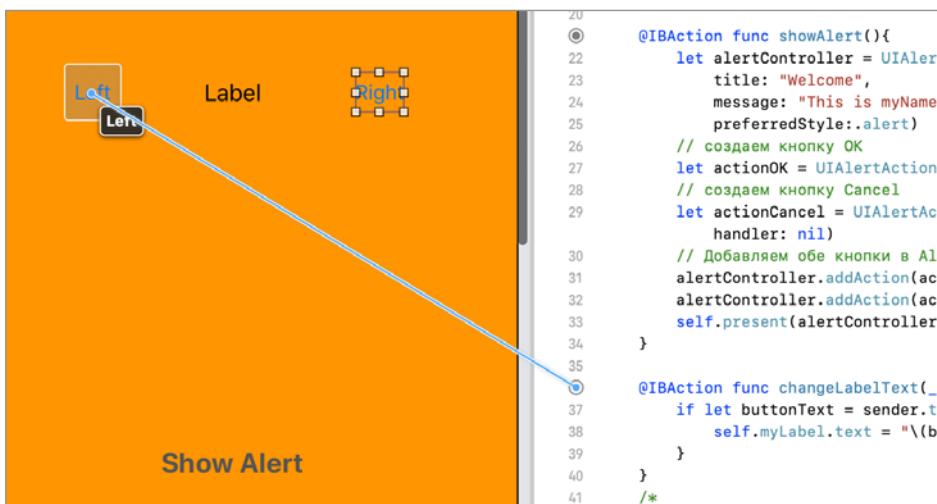 Left
Label
Right
Left
Show Alert
20
@IBAction func showAlert(){
22 let alertController = UIAler
23 title: "Welcome",
24 message: "This is myName
25 preferredStyle:.alert)
26 // создаем кнопку OK
27 let actionOK = UIAlertAction
28 // создаем кнопку Cancel
29 let actionCancel = UIAlertAc
handler: nil)
30 // Добавляем обе кнопки в Al
31 alertController.addAction(ac
32 alertController.addAction(ac
33 self.present(alertController
34 }
35
@IBAction func changeLabelText(_
37 if let buttonText = sender.t
38 self.myLabel.text = "\(b
39 }
40 }
41 /*